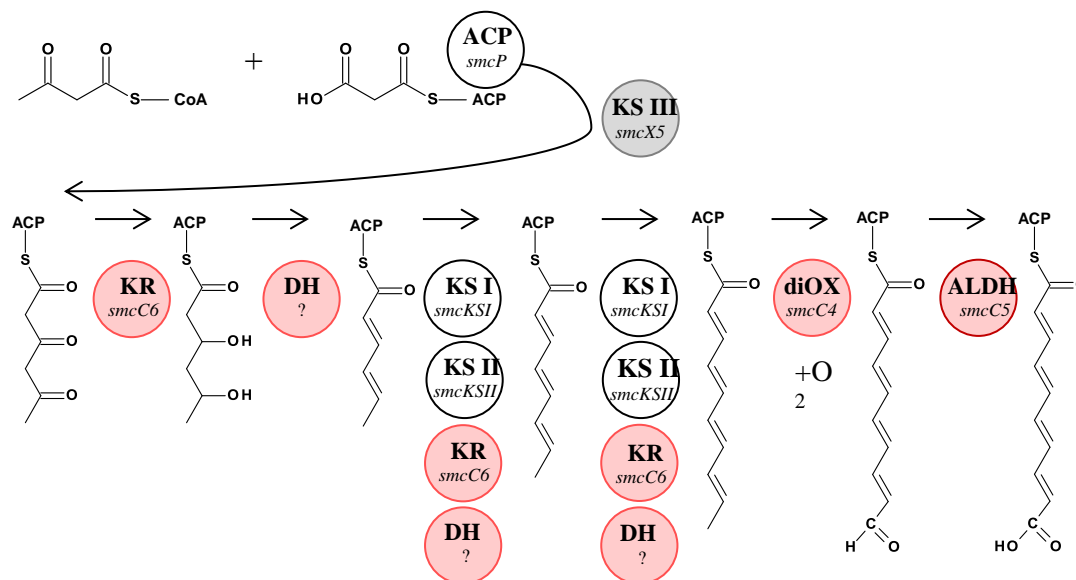 O O
S CoA
+
O O
HO S ACP
ACP
smcP
KS III
smcX5
ACP
S
O
O
O
KR
smcC6
ACP
S
O
OH
OH
DH
?
ACP
S
O
KS I
smcKSI
KS II
smcKSII
KR
smcC6
DH
?
ACP
S
O
KS I
smcKSI
KS II
smcKSII
KR
smcC6
DH
?
ACP
S
O
diOX
smcC4
+O
2
ACP
S
O
C
H O
ALDH
smcC5
ACP
S
O
C
HO O